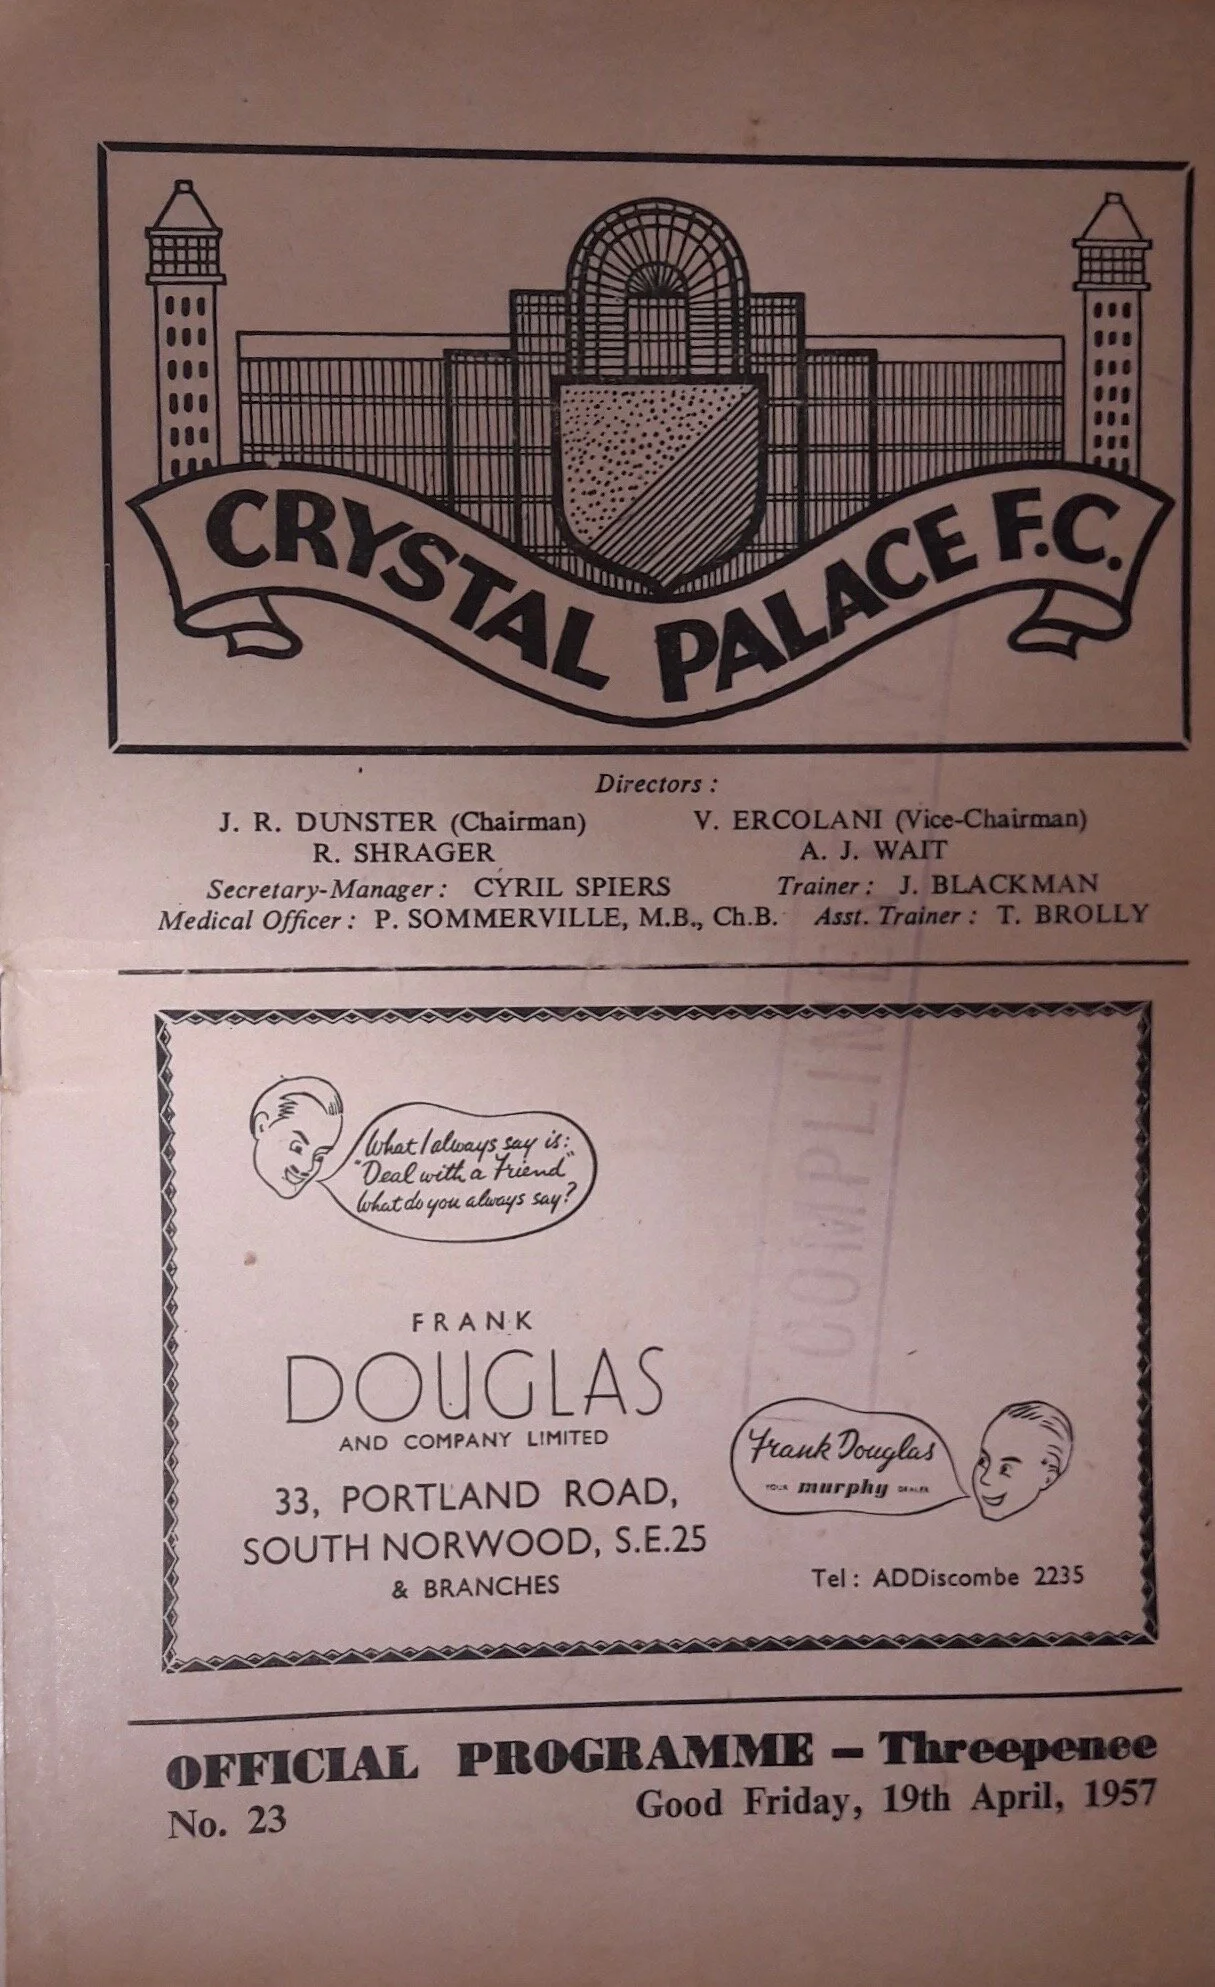 CRYSTAL PALACE F.C.
Directors :
J. R. DUNSTER (Chairman) V. ERCOLANI (Vice-Chairman)
R. SHRAGER A. J. WAIT
Secretary-Manager : CYRIL SPIERS Trainer : J. BLACKMAN
Medical Officer : P. SOMMERVILLE, M.B., Ch.B. Asst. Trainer : T. BROLLY
What I always say is:
"Deal with a Friend"
What do you always say?
FRANK
DOUGLAS
AND COMPANY LIMITED
33, PORTLAND ROAD,
SOUTH NORWOOD, S.E.25
& BRANCHES
Frank Douglas
YOUR murphy DEALER
Tel : ADDiscombe 2235
COMPLIMENTARY
OFFICIAL PROGRAMME – Threepence
No. 23 Good Friday, 19th April, 1957